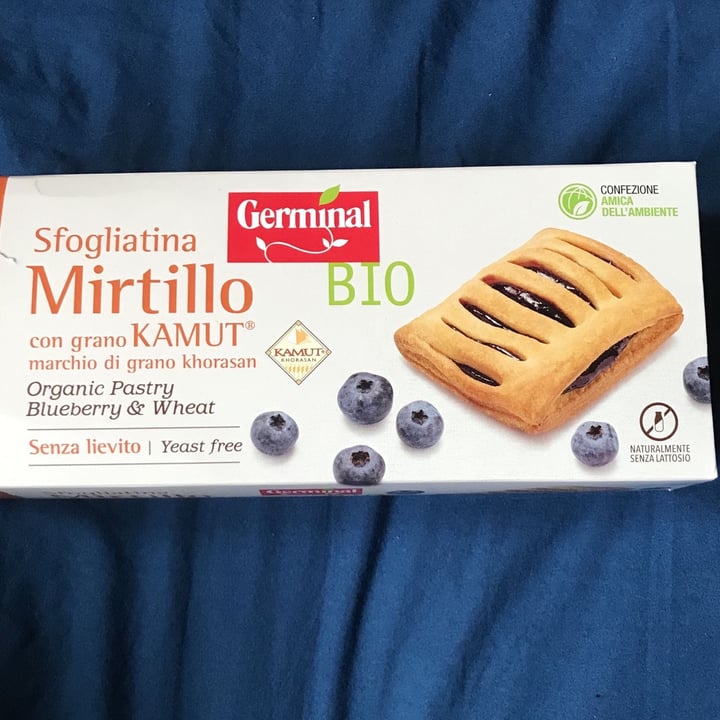 Germinal
BIO
Sfogliatina
Mirtillo
con grano KAMUT®
marchio di grano khorasan
Organic Pastry
Blueberry & Wheat
Senza lievito | Yeast free
KAMUT®
KHORASAN
CONFEZIONE
AMICA
DELL'AMBIENTE
NATURALMENTE
SENZA LATTOSIO
Sfogliatina
Germinal